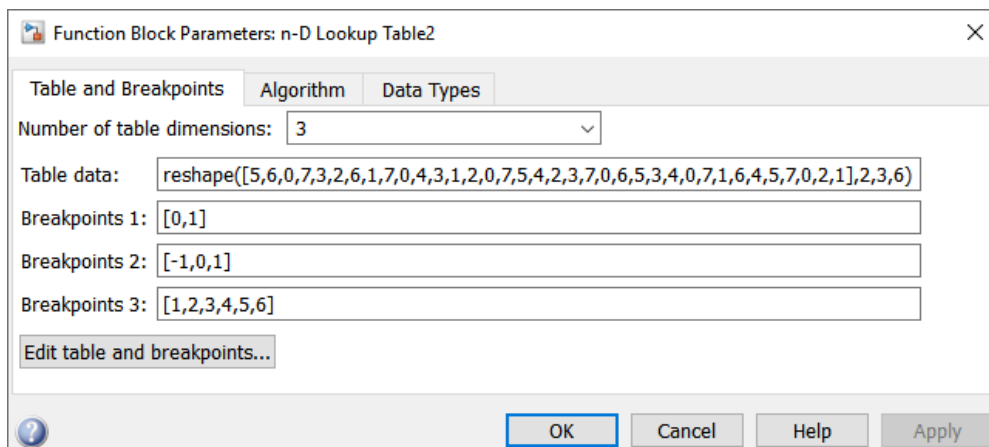 Function Block Parameters: n-D Lookup Table2
Table and Breakpoints Algorithm Data Types
Number of table dimensions: 3
Table data: reshape([5,6,0,7,3,2,6,1,7,0,4,3,1,2,0,7,5,4,2,3,7,0,6,5,3,4,0,7,1,6,4,5,7,0,2,1],2,3,6)
Breakpoints 1: [0,1]
Breakpoints 2: [-1,0,1]
Breakpoints 3: [1,2,3,4,5,6]
Edit table and breakpoints...
? OK Cancel Help Apply